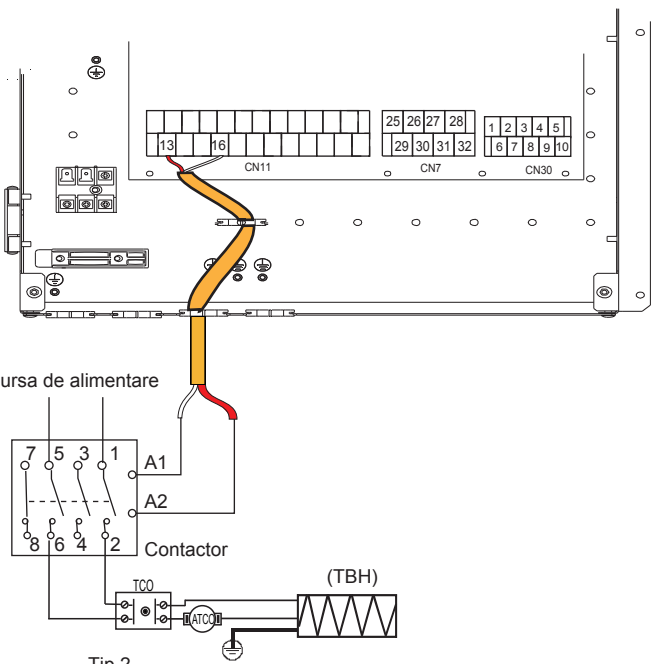 25 26 27 28
1 2 3 4 5
13 16
29 30 31 32
6 7 8 9 10
CN11
CN7
CN30
ursa de alimentare
7 5 3 1
A1
A2
8 6 4 2
Contactor
TCO
(TBH)
ATCO